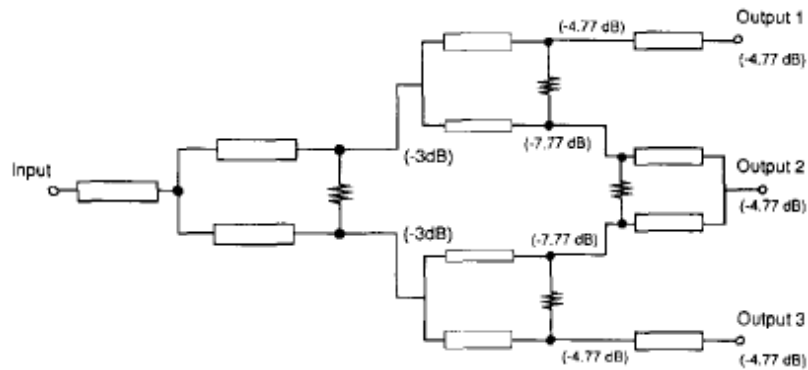 Output 1
(-4.77 dB)
(-4.77 dB)
(-7.77 dB)
(-3dB)
Input
Output 2
(-4.77 dB)
(-3dB)
(-7.77 dB)
Output 3
(-4.77 dB)
(-4.77 dB)